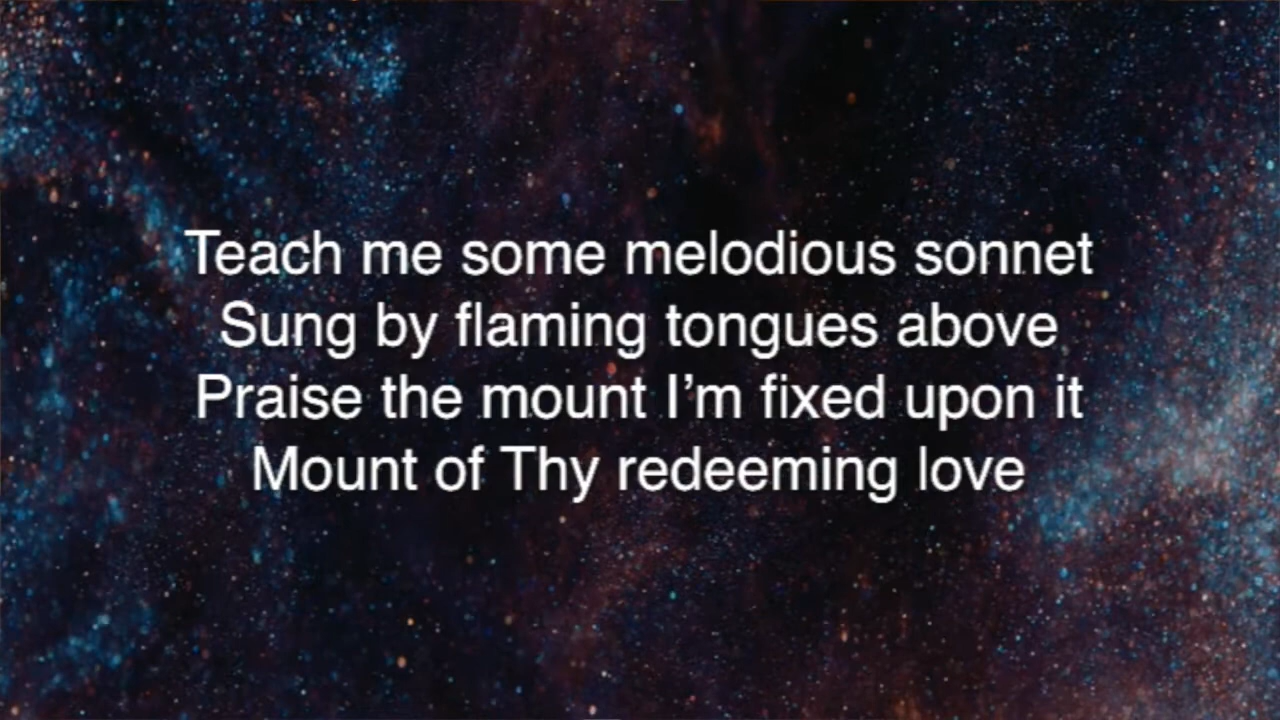 Teach me some melodious sonnet
Sung by flaming tongues above
Praise the mount I’m fixed upon it
Mount of Thy redeeming love